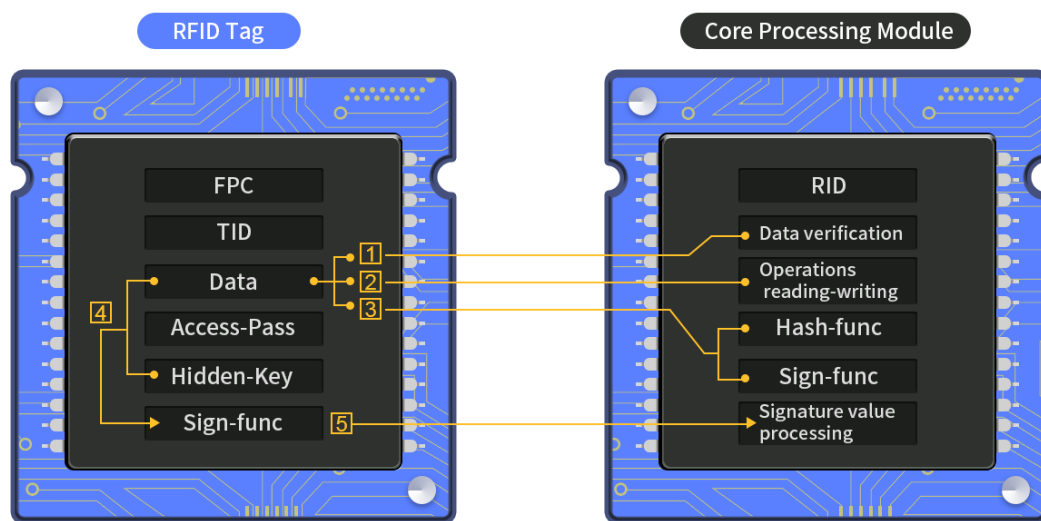 RFID Tag
Core Processing Module
FPC
TID
Data
Access-Pass
Hidden-Key
Sign-func
1
2
3
4
5
RID
Data verification
Operations
reading-writing
Hash-func
Sign-func
Signature value
processing